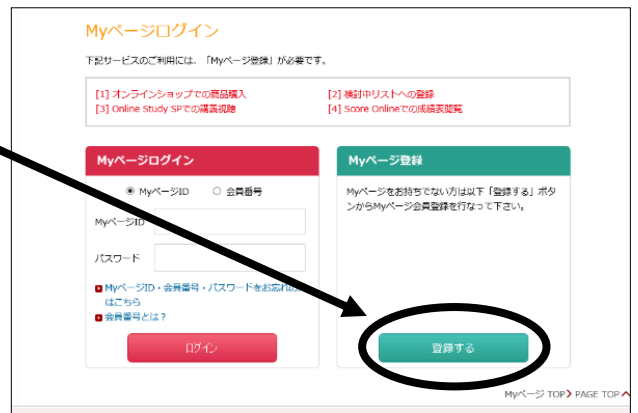 Myページログイン
下記サービスのご利用には、「Myページ登録」が必要です。
[1] オンラインショップでの商品購入
[2] 検討中リストへの登録
[3] Online Study SPでの講義視聴
[4] Score Onlineでの成績表閲覧
Myページログイン
MyページID
会員番号
MyページID
パスワード
MyページID・会員番号・パスワードをお忘れの
はこちら
会員番号とは？
ログイン
Myページ登録
Myページをお持ちでない方は以下「登録する」ボタ
ンからMyページ会員登録を行なって下さい。
登録する
Myページ TOP
PAGE TOP